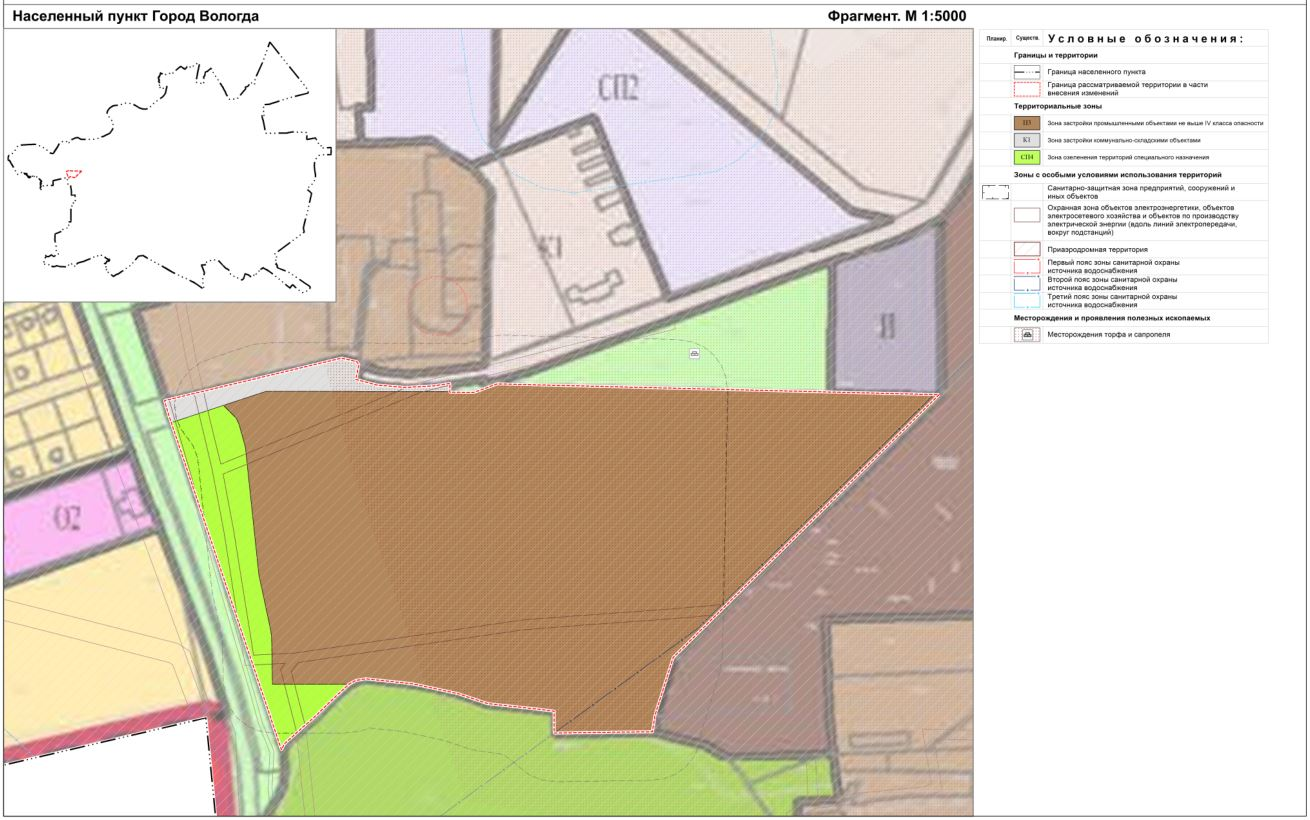 Населенный пункт Город Вологда
Фрагмент. М 1:5000
Планир.
Существ.
Условные обозначения:
Границы и территории
Граница населенного пункта
Граница рассматриваемой территории в части
внесения изменений
Территориальные зоны
П3
Зона застройки промышленными объектами не выше IV класса опасности
К1
Зона застройки коммунально-складскими объектами
СП4
Зона озеленения территорий специального назначения
Зоны с особыми условиями использования территорий
Санитарно-защитная зона предприятий, сооружений и
иных объектов
Охранная зона объектов электроэнергетики, объектов
электросетевого хозяйства и объектов по производству
электрической энергии (вдоль линий электропередачи,
вокруг подстанций)
Приаэродромная территория
Первый пояс зоны санитарной охраны
источника водоснабжения
Второй пояс зоны санитарной охраны
источника водоснабжения
Третий пояс зоны санитарной охраны
источника водоснабжения
Месторождения и проявления полезных ископаемых
Месторождения торфа и сапропеля
СП2
К1
О2